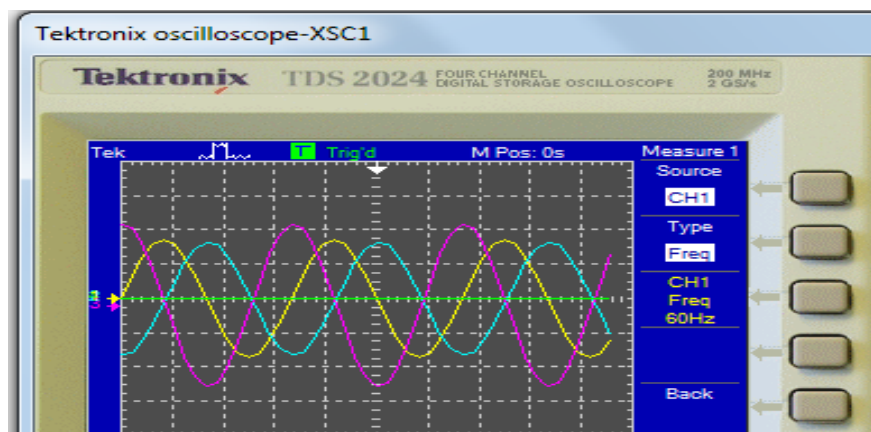 Tektronix oscilloscope-XSC1
Tektronix TDS 2024 FOUR CHANNEL DIGITAL STORAGE OSCILLOSCOPE 200 MHz 2 GS/s
Tek T Trig'd M Pos: 0s Measure 1
Source
CH1
Type
Freq
CH1
Freq
60Hz
Back